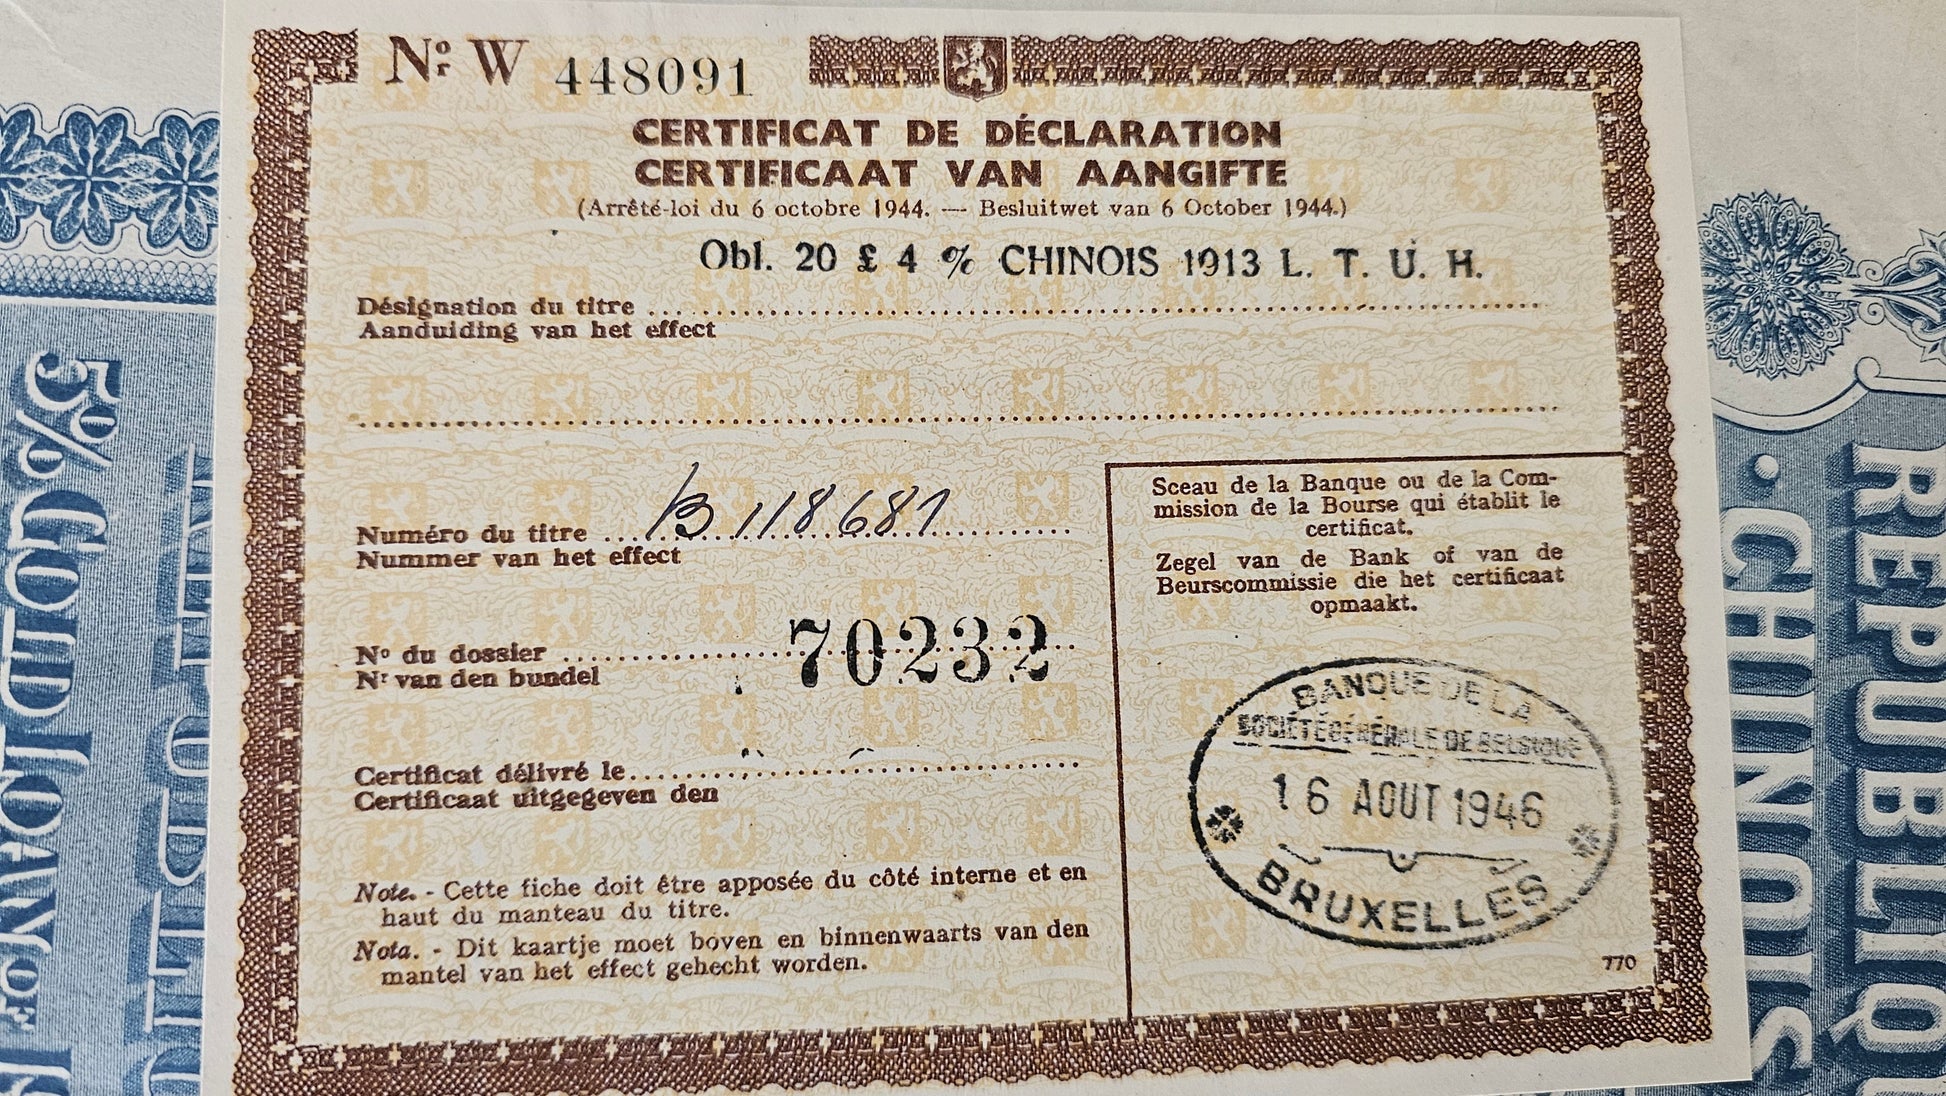 Nº W 448091
CERTIFICAT DE DÉCLARATION
CERTIFICAAT VAN AANGIFTE
(Arrêté-loi du 6 octobre 1944. — Besluitwet van 6 October 1944.)
Obl. 20 £ 4 % CHINOIS 1913 L. T. U. H.
Désignation du titre
Aanduiding van het effect
Numéro du titre B 118681
Nummer van het effect
Nº du dossier 70232
Nr van den bundel
Certificat délivré le
Certificaat uitgegeven den
Note. - Cette fiche doit être apposée du côté interne et en
haut du manteau du titre.
Nota. - Dit kaartje moet boven en binnenwaarts van den
mantel van het effect gehecht worden.
Sceau de la Banque ou de la Com-
mission de la Bourse qui établit le
certificat.
Zegel van de Bank of van de
Beurscommissie die het certificaat
opmaakt.
BANQUE DE LA
SOCIÉTÉ GÉNÉRALE DE BELGIQUE
16 AOUT 1946
BRUXELLES
770
5% GOLD LOAN OF
REPUBLIQU
CHINOIS